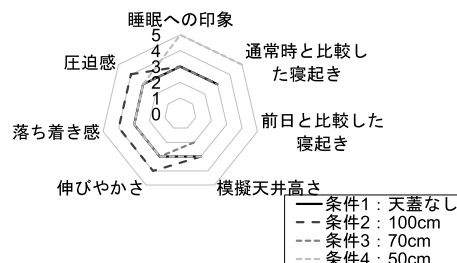 睡眠への印象
通常時と比較し
た寝起き
前日と比較した
寝起き
模擬天井高さ
伸びやかさ
落ち着き感
圧迫感
5
4
3
2
1
0
条件1：天蓋なし
条件2：100cm
条件3：70cm
条件4：50cm